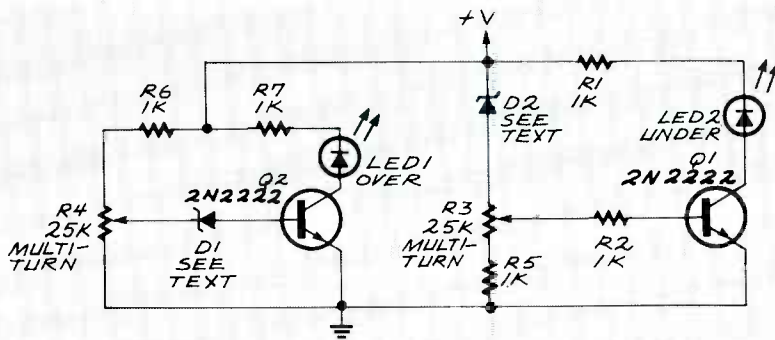 +V
R6
1K
R7
1K
R1
1K
D2
SEE
TEXT
LED2
UNDER
LED1
OVER
Q2
2N2222
Q1
2N2222
R4
25K
MULTI-
TURN
D1
SEE
TEXT
R3
25K
MULTI-
TURN
R2
1K
R5
1K